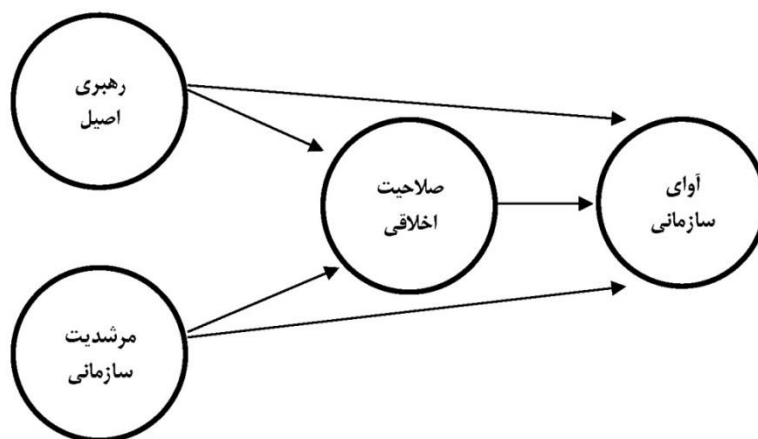 رهبری
اصیل
صلاحیت
اخلاقی
آوای
سازمانی
مرشدیت
سازمانی